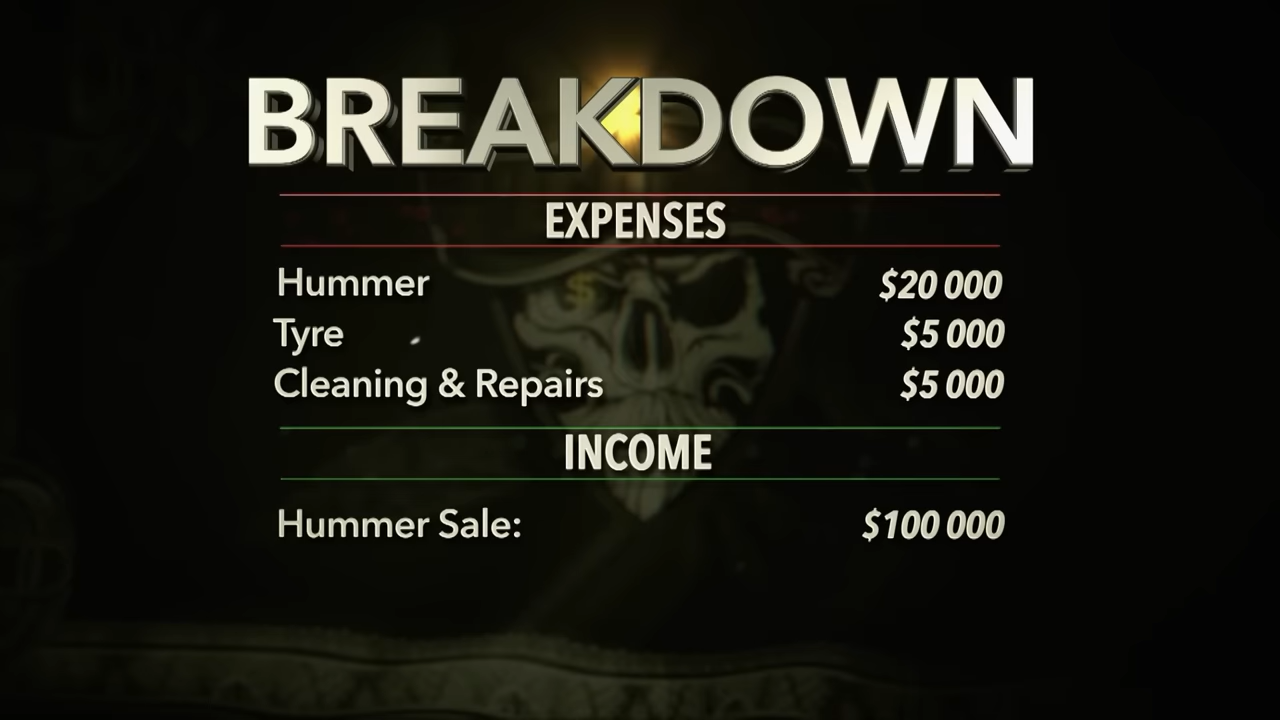 BREAKDOWN
EXPENSES
Hummer $20 000
Tyre $5 000
Cleaning & Repairs $5 000
INCOME
Hummer Sale: $100 000